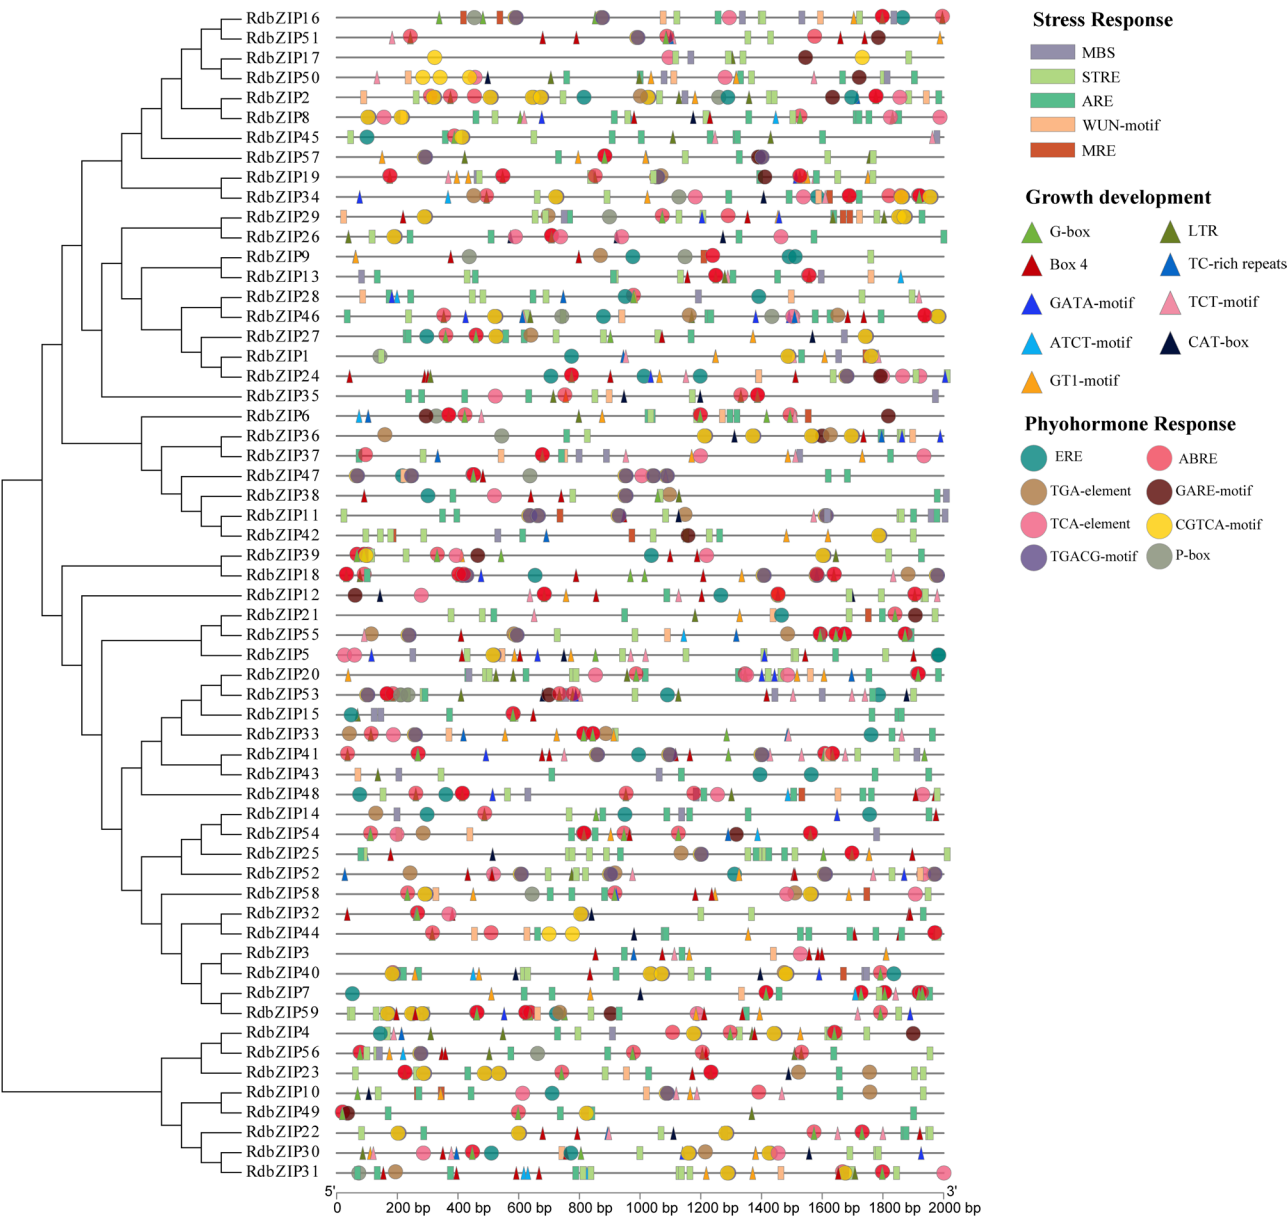 RdbZIP16
RdbZIP51
RdbZIP17
RdbZIP50
RdbZIP2
RdbZIP8
RdbZIP45
RdbZIP57
RdbZIP19
RdbZIP34
RdbZIP29
RdbZIP26
RdbZIP9
RdbZIP13
RdbZIP28
RdbZIP46
RdbZIP27
RdbZIP1
RdbZIP24
RdbZIP35
RdbZIP6
RdbZIP36
RdbZIP37
RdbZIP47
RdbZIP38
RdbZIP11
RdbZIP42
RdbZIP39
RdbZIP18
RdbZIP12
RdbZIP21
RdbZIP55
RdbZIP5
RdbZIP20
RdbZIP53
RdbZIP15
RdbZIP33
RdbZIP41
RdbZIP43
RdbZIP48
RdbZIP14
RdbZIP54
RdbZIP25
RdbZIP52
RdbZIP58
RdbZIP32
RdbZIP44
RdbZIP3
RdbZIP40
RdbZIP7
RdbZIP59
RdbZIP4
RdbZIP56
RdbZIP23
RdbZIP10
RdbZIP49
RdbZIP22
RdbZIP30
RdbZIP31
5' 3'
0 200 bp 400 bp 600 bp 800 bp 1000 bp 1200 bp 1400 bp 1600 bp 1800 bp 2000 bp
Stress Response
MBS
STRE
ARE
WUN-motif
MRE
Growth development
G-box LTR
Box 4 TC-rich repeats
GATA-motif TCT-motif
ATCT-motif CAT-box
GT1-motif
Phyohormone Response
ERE ABRE
TGA-element GARE-motif
TCA-element CGTCA-motif
TGACG-motif P-box